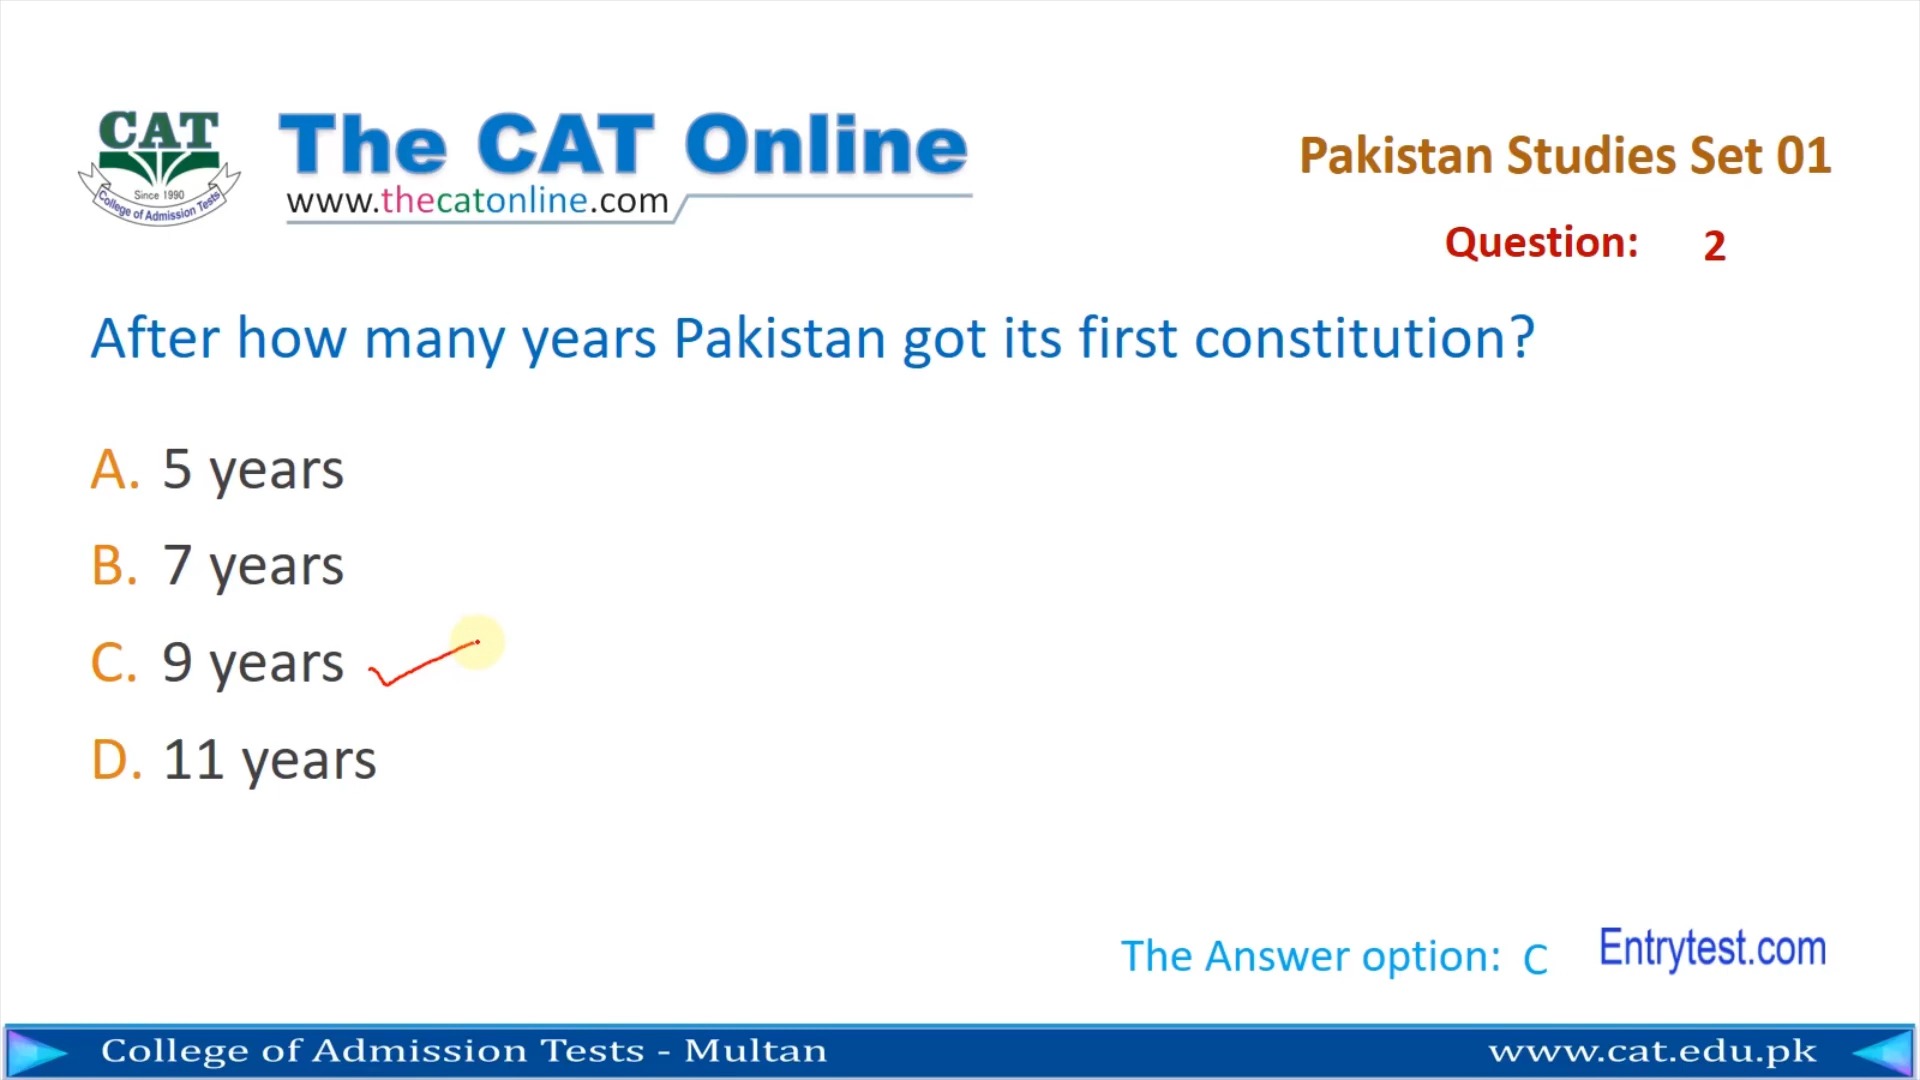 CAT
Since 1990
College of Admission Tests
The CAT Online
www.thecatonline.com
Pakistan Studies Set 01
Question: 2
After how many years Pakistan got its first constitution?
A. 5 years
B. 7 years
C. 9 years
D. 11 years
The Answer option: C
Entrytest.com
College of Admission Tests - Multan
www.cat.edu.pk